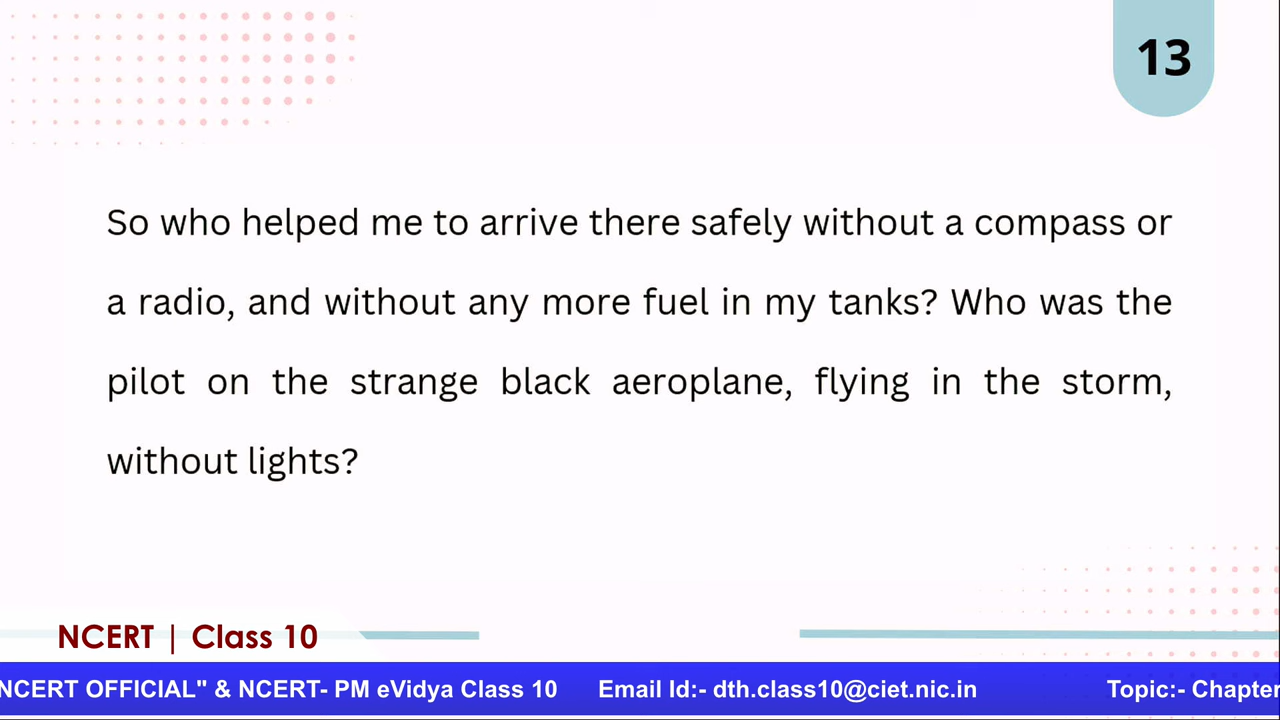 13
So who helped me to arrive there safely without a compass or
a radio, and without any more fuel in my tanks? Who was the
pilot on the strange black aeroplane, flying in the storm,
without lights?
NCERT | Class 10
NCERT OFFICIAL" & NCERT- PM eVidya Class 10 Email Id:- dth.class10@ciet.nic.in Topic:- Chapter